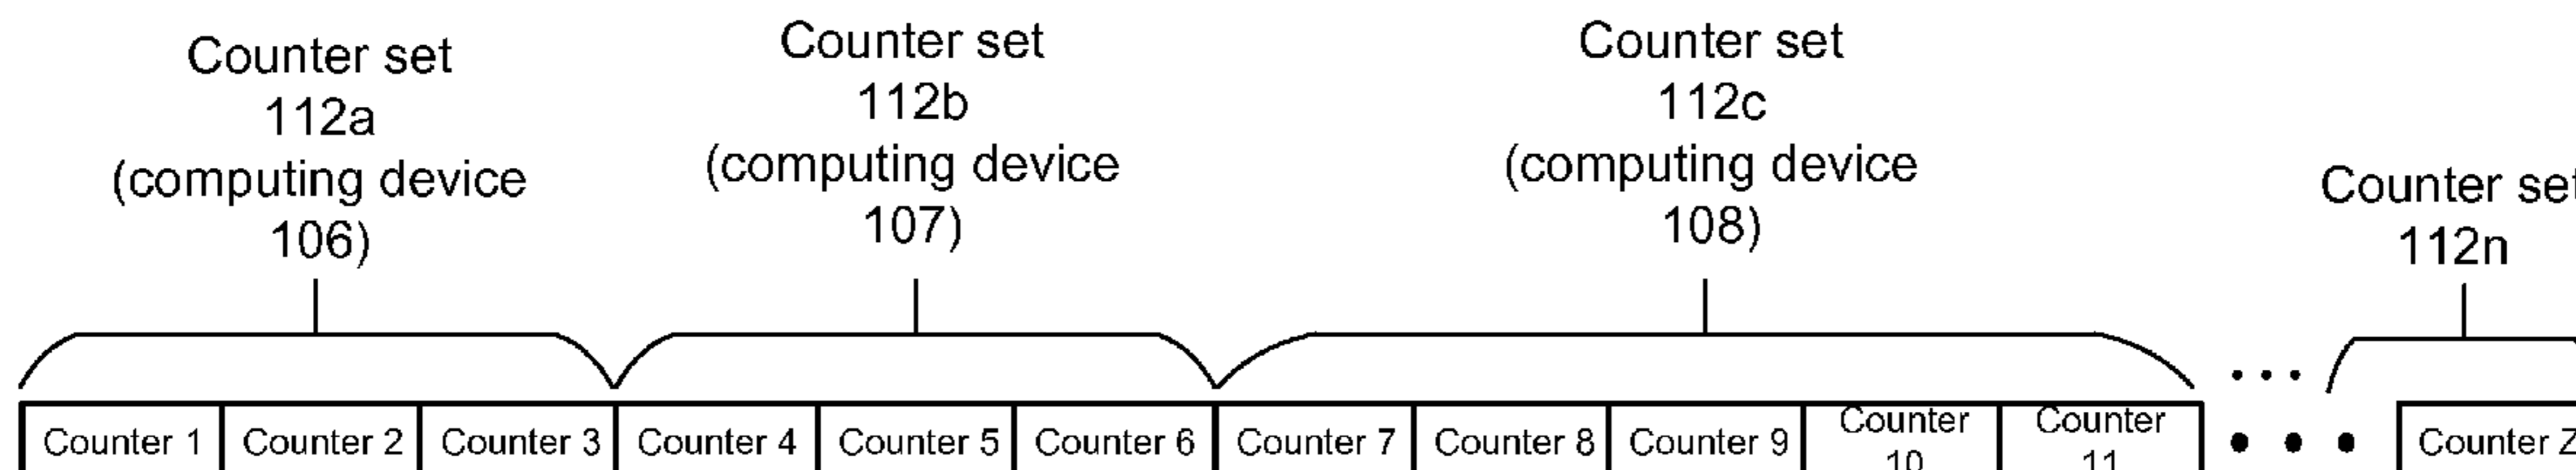 Counter set
112a
(computing device
106)
Counter set
112b
(computing device
107)
Counter set
112c
(computing device
108)
Counter set
112n
Counter 1
Counter 2
Counter 3
Counter 4
Counter 5
Counter 6
Counter 7
Counter 8
Counter 9
Counter
10
Counter
11
Counter Z